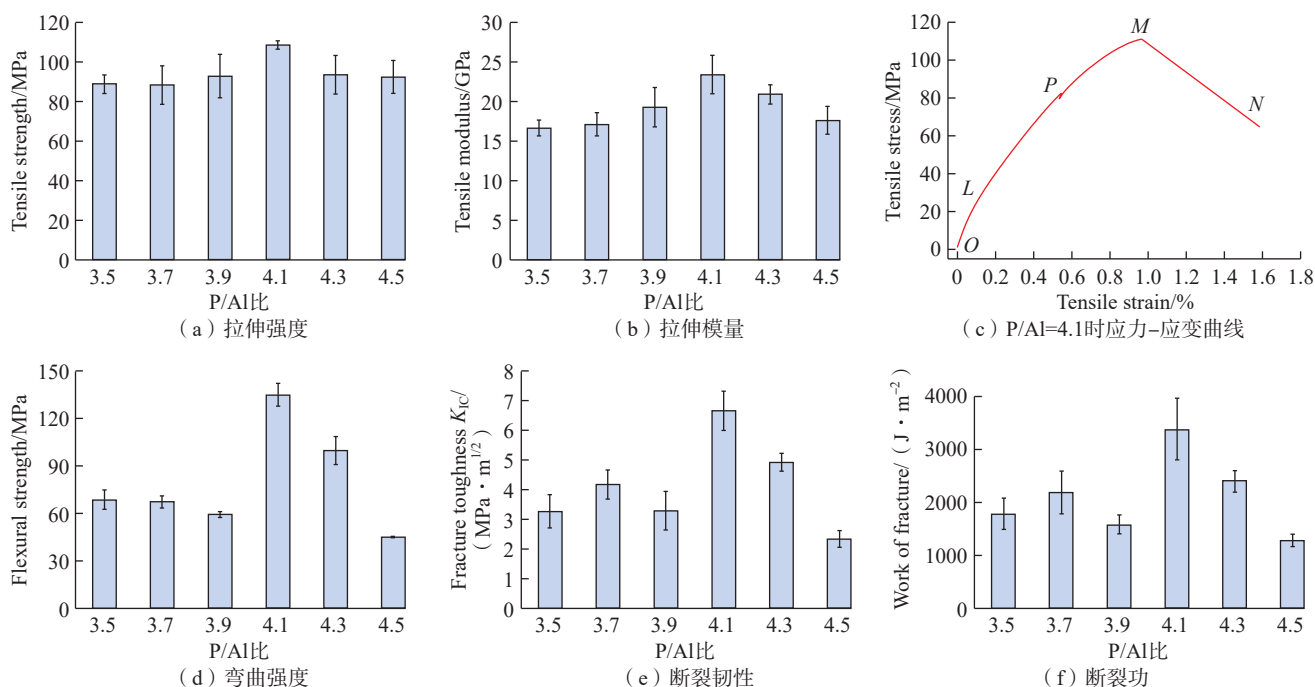 120
100
80
60
40
20
0
Tensile strength/MPa
3.5 3.7 3.9 4.1 4.3 4.5
P/Al比
（a）拉伸强度
30
25
20
15
10
5
0
Tensile modulus/GPa
3.5 3.7 3.9 4.1 4.3 4.5
P/Al比
（b）拉伸模量
120
100
80
60
40
20
0
Tensile stress/MPa
M
P
N
L
O
0 0.2 0.4 0.6 0.8 1.0 1.2 1.4 1.6 1.8
Tensile strain/%
（c）P/Al=4.1时应力–应变曲线
150
120
90
60
30
0
Flexural strength/MPa
3.5 3.7 3.9 4.1 4.3 4.5
P/Al比
（d）弯曲强度
8
7
6
5
4
3
2
1
0
Fracture toughness K_IC/
（MPa・m^1/2）
3.5 3.7 3.9 4.1 4.3 4.5
P/Al比
（e）断裂韧性
4000
3000
2000
1000
0
Work of fracture/（J・m^−2）
3.5 3.7 3.9 4.1 4.3 4.5
P/Al比
（f）断裂功